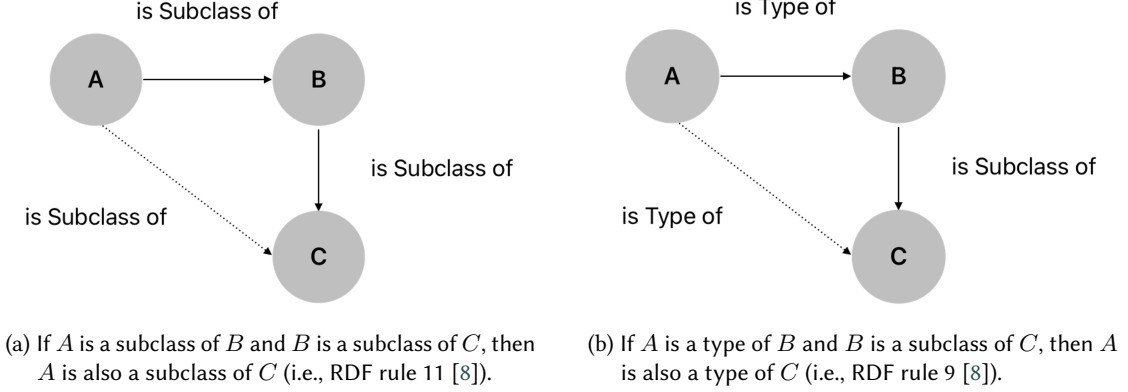 is Subclass of
A
B
is Subclass of
is Subclass of
C
(a) If A is a subclass of B and B is a subclass of C, then
A is also a subclass of C (i.e., RDF rule 11 [8]).
is Type of
A
B
is Subclass of
is Type of
C
(b) If A is a type of B and B is a subclass of C, then A
is also a type of C (i.e., RDF rule 9 [8]).